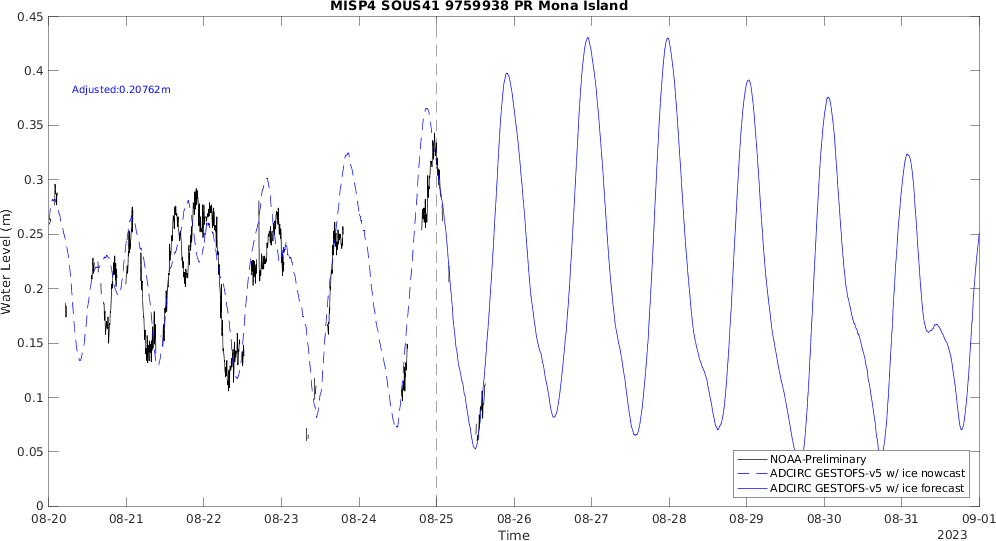 MISP4 SOUS41 9759938 PR Mona Island
0.45
0.4
0.35
0.3
0.25
0.2
0.15
0.1
0.05
0
Water Level (m)
Adjusted:0.20762m
NOAA-Preliminary
ADCIRC GESTOFS-v5 w/ ice nowcast
ADCIRC GESTOFS-v5 w/ ice forecast
08-20 08-21 08-22 08-23 08-24 08-25 08-26 08-27 08-28 08-29 08-30 08-31 09-01
Time
2023